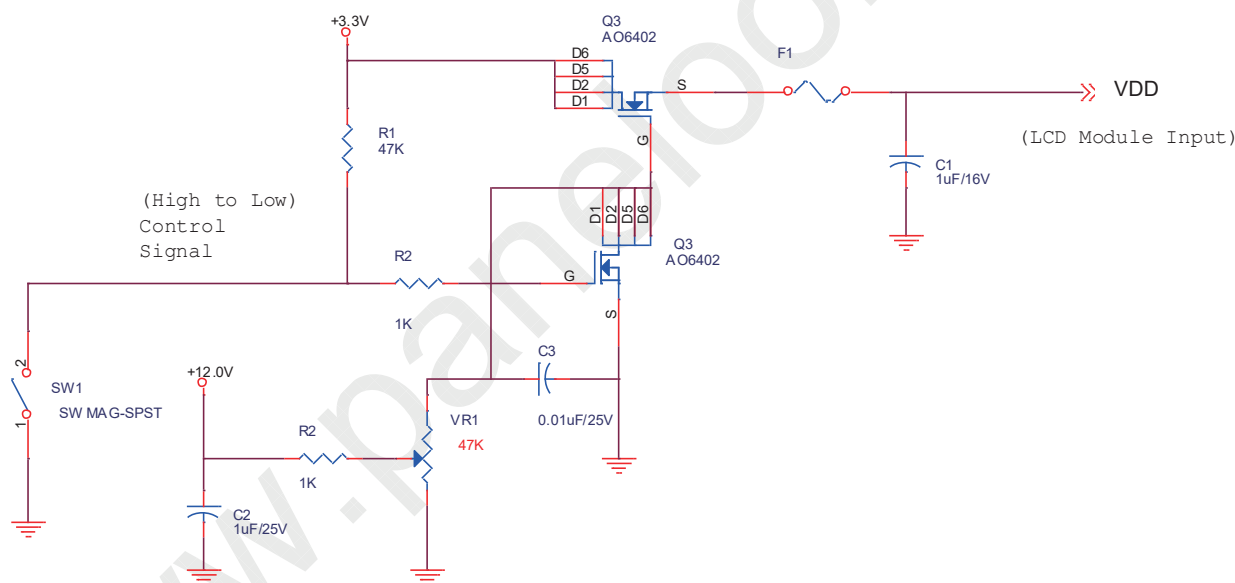 +3.3V
Q3
AO6402
D6
D5
D2
D1
S
G
F1
VDD
(LCD Module Input)
R1
47K
C1
1uF/16V
(High to Low)
Control
Signal
D1
D2
D5
D6
Q3
AO6402
R2
1K
G
S
2
1
SW1
SW MAG-SPST
+12.0V
C3
0.01uF/25V
R2
1K
VR1
47K
C2
1uF/25V
www.paneloo